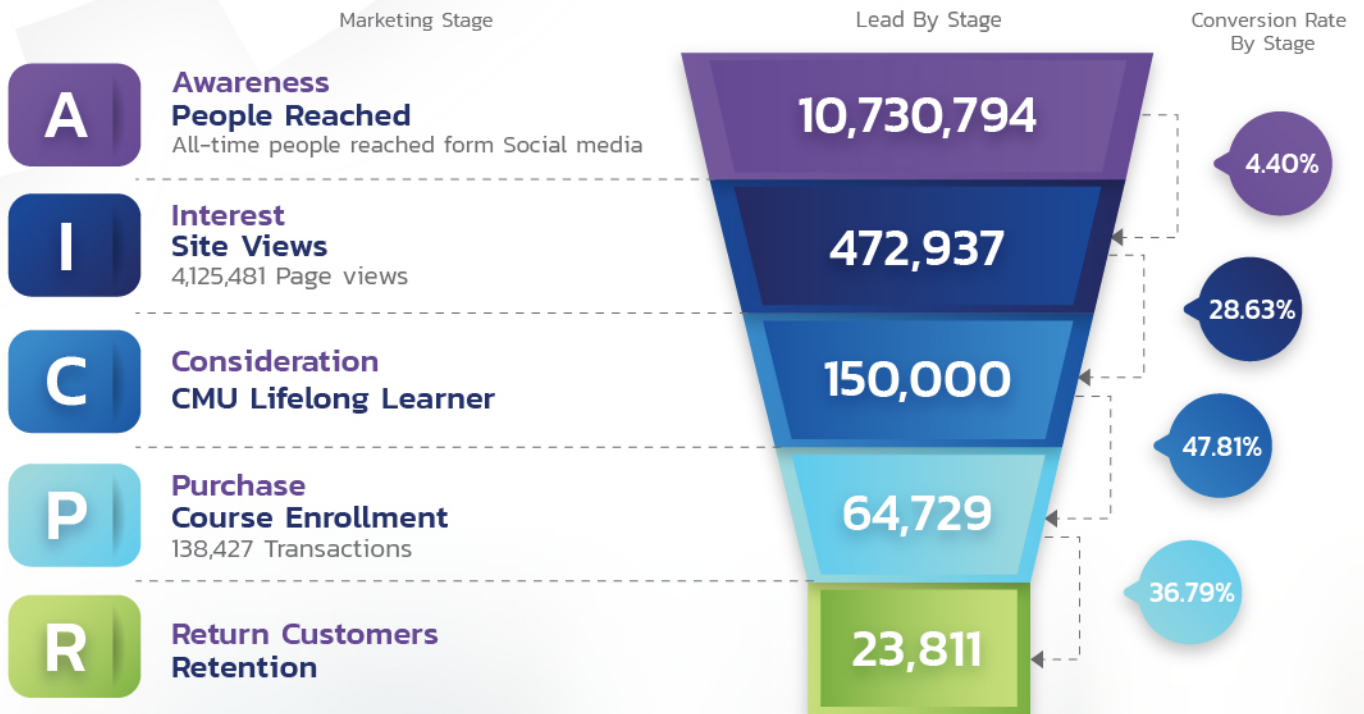 Marketing Stage
Lead By Stage
Conversion Rate
By Stage
A
Awareness
People Reached
All-time people reached form Social media
10,730,794
4.40%
I
Interest
Site Views
4,125,481 Page views
472,937
28.63%
C
Consideration
CMU Lifelong Learner
150,000
47.81%
P
Purchase
Course Enrollment
138,427 Transactions
64,729
36.79%
R
Return Customers
Retention
23,811